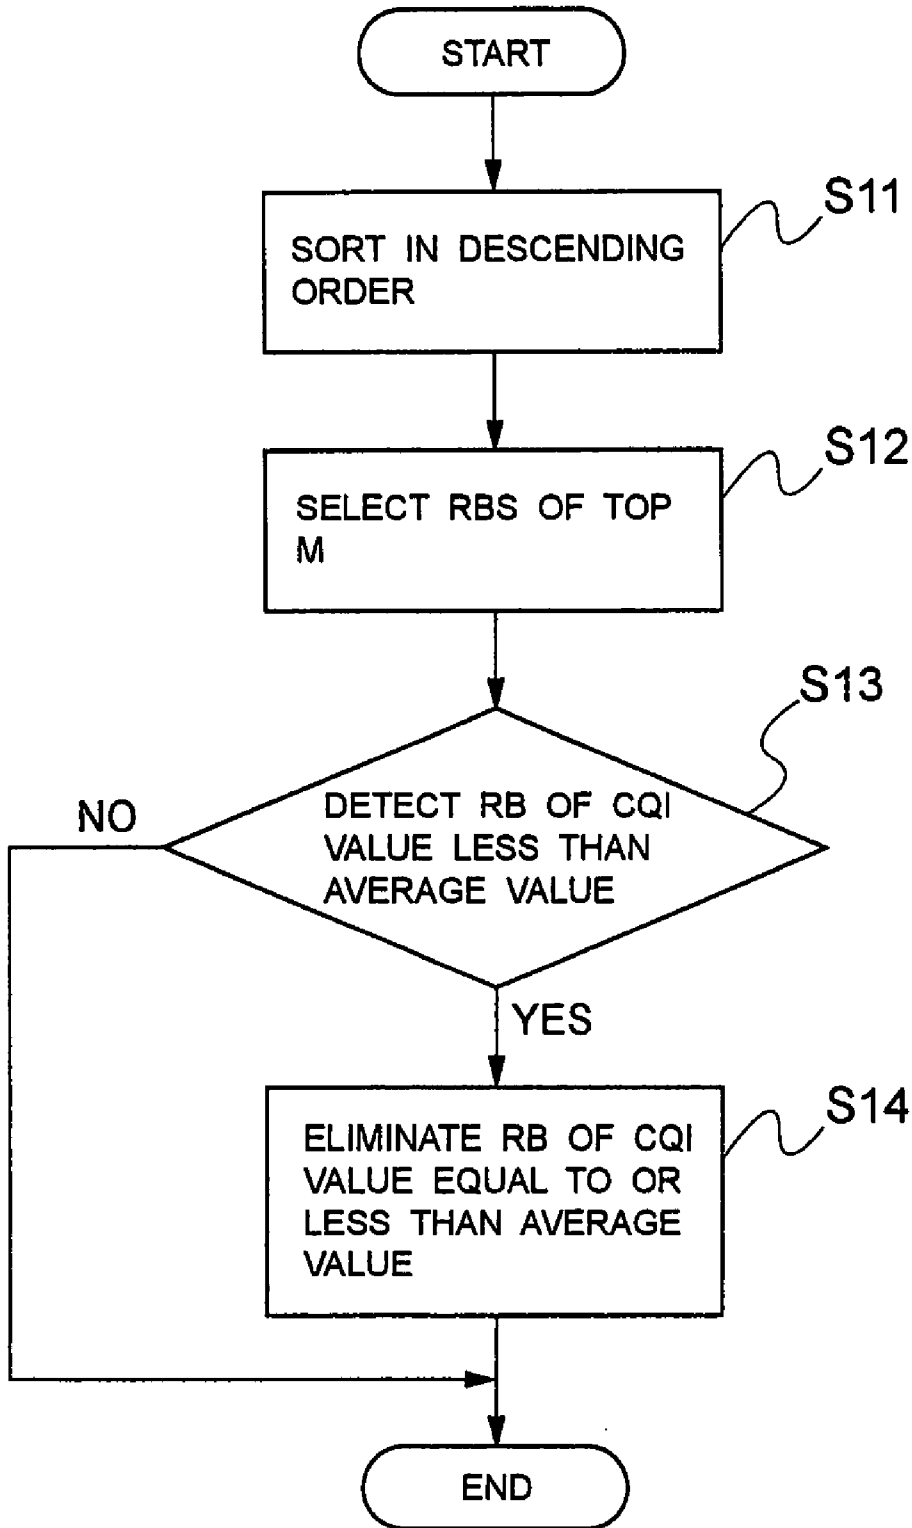 START
S11
SORT IN DESCENDING
ORDER
S12
SELECT RBS OF TOP
M
S13
DETECT RB OF CQI
VALUE LESS THAN
AVERAGE VALUE
NO
YES
S14
ELIMINATE RB OF CQI
VALUE EQUAL TO OR
LESS THAN AVERAGE
VALUE
END